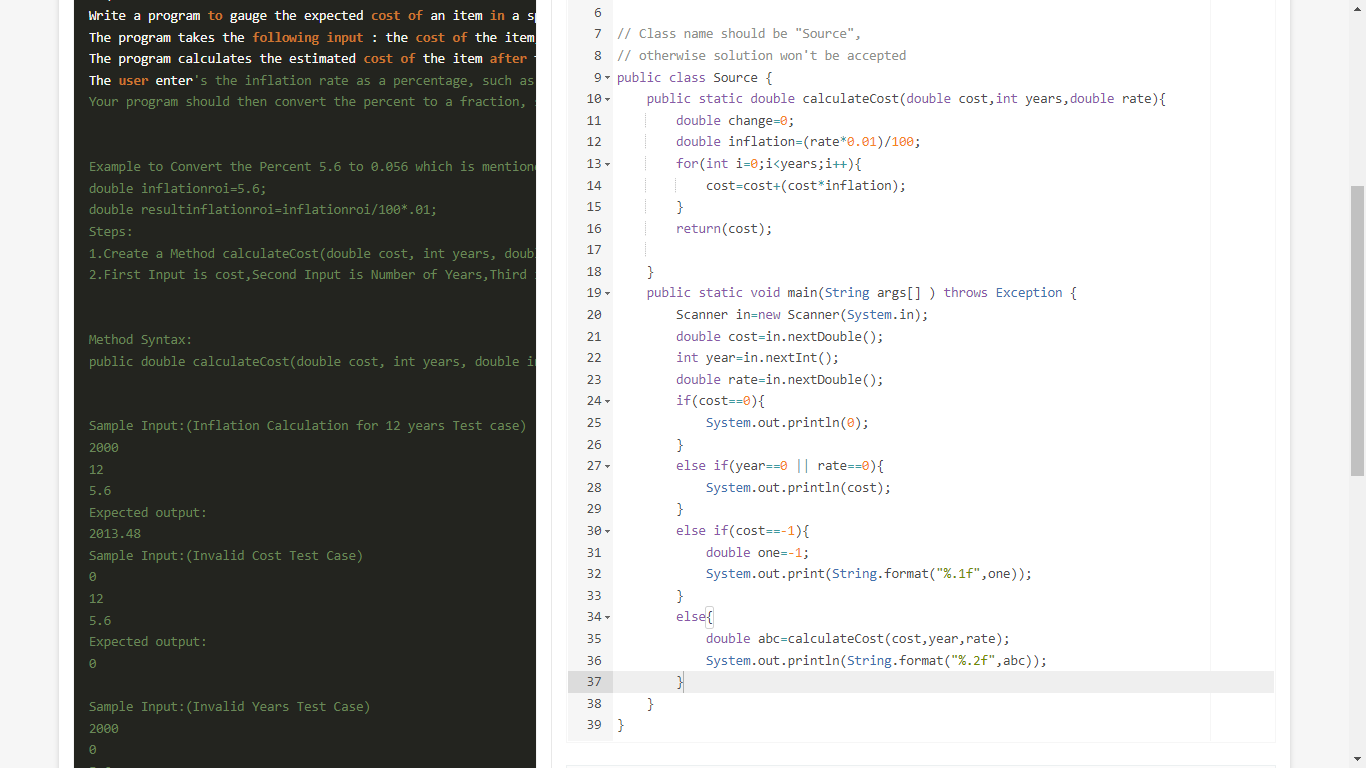 Write a program to gauge the expected cost of an item in a
The program takes the following input : the cost of the item
The program calculates the estimated cost of the item after
The user enter's the inflation rate as a percentage, such as
Your program should then convert the percent to a fraction,
Example to Convert the Percent 5.6 to 0.056 which is mention
double inflationroi=5.6;
double resultinflationroi=inflationroi/100*.01;
Steps:
1.Create a Method calculateCost(double cost, int years, doub
2.First Input is cost,Second Input is Number of Years,Third
Method Syntax:
public double calculateCost(double cost, int years, double i
Sample Input:(Inflation Calculation for 12 years Test case)
2000
12
5.6
Expected output:
2013.48
Sample Input:(Invalid Cost Test Case)
0
12
5.6
Expected output:
0
Sample Input:(Invalid Years Test Case)
2000
0
6
7 // Class name should be "Source",
8 // otherwise solution won't be accepted
9 public class Source {
10 public static double calculateCost(double cost,int years,double rate){
11 double change=0;
12 double inflation=(rate*0.01)/100;
13 for(int i=0;i<years;i++){
14 cost=cost+(cost*inflation);
15 }
16 return(cost);
17
18 }
19 public static void main(String args[] ) throws Exception {
20 Scanner in=new Scanner(System.in);
21 double cost=in.nextDouble();
22 int year=in.nextInt();
23 double rate=in.nextDouble();
24 if(cost==0){
25 System.out.println(0);
26 }
27 else if(year==0 || rate==0){
28 System.out.println(cost);
29 }
30 else if(cost==-1){
31 double one=-1;
32 System.out.print(String.format("%.1f",one));
33 }
34 else{
35 double abc=calculateCost(cost,year,rate);
36 System.out.println(String.format("%.2f",abc));
37 }
38 }
39 }